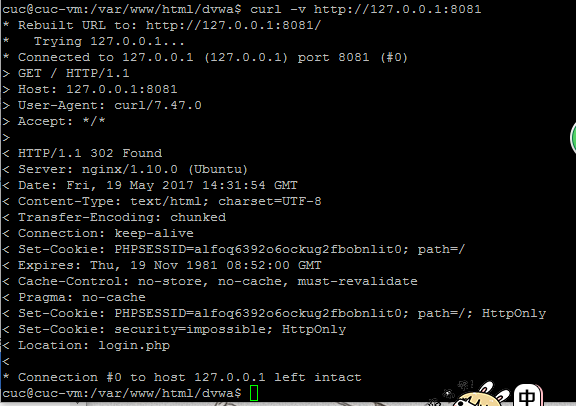 cuc@cuc-vm:/var/www/html/dvwa$ curl -v http://127.0.0.1:8081
* Rebuilt URL to: http://127.0.0.1:8081/
*   Trying 127.0.0.1...
* Connected to 127.0.0.1 (127.0.0.1) port 8081 (#0)
> GET / HTTP/1.1
> Host: 127.0.0.1:8081
> User-Agent: curl/7.47.0
> Accept: */*
>
< HTTP/1.1 302 Found
< Server: nginx/1.10.0 (Ubuntu)
< Date: Fri, 19 May 2017 14:31:54 GMT
< Content-Type: text/html; charset=UTF-8
< Transfer-Encoding: chunked
< Connection: keep-alive
< Set-Cookie: PHPSESSID=alfoq6392o6ockug2fbobnlit0; path=/
< Expires: Thu, 19 Nov 1981 08:52:00 GMT
< Cache-Control: no-store, no-cache, must-revalidate
< Pragma: no-cache
< Set-Cookie: PHPSESSID=alfoq6392o6ockug2fbobnlit0; path=/; HttpOnly
< Set-Cookie: security=impossible; HttpOnly
< Location: login.php
<
* Connection #0 to host 127.0.0.1 left intact
cuc@cuc-vm:/var/www/html/dvwa$
中